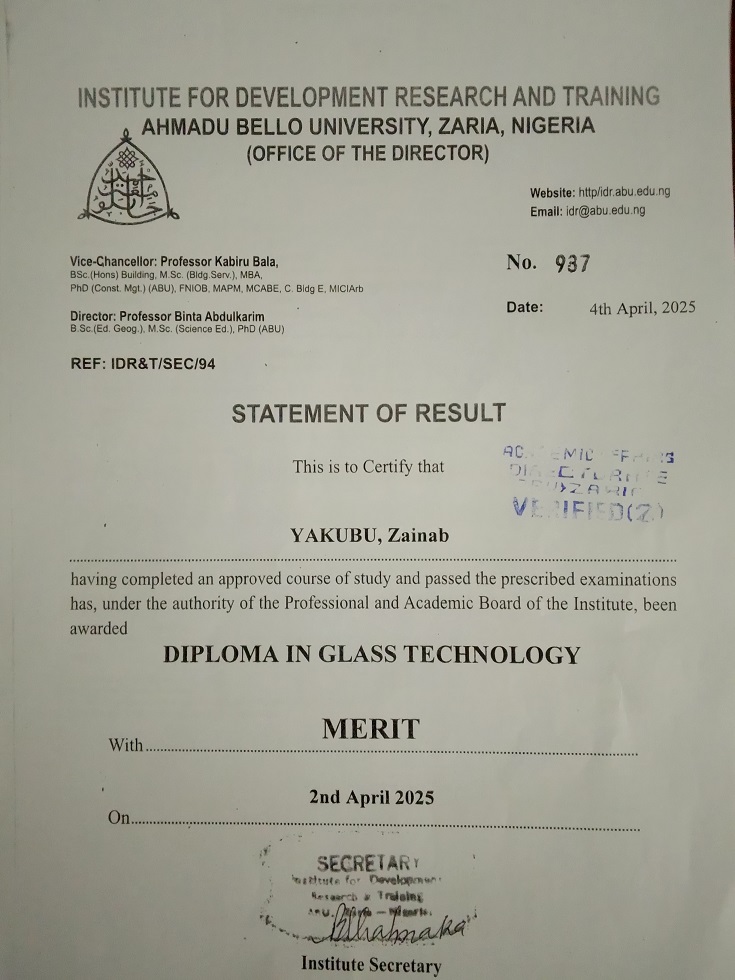 INSTITUTE FOR DEVELOPMENT RESEARCH AND TRAINING
AHMADU BELLO UNIVERSITY, ZARIA, NIGERIA
(OFFICE OF THE DIRECTOR)
Website: http/idr.abu.edu.ng
Email: idr@abu.edu.ng
Vice-Chancellor: Professor Kabiru Bala,
BSc.(Hons) Building, M.Sc. (Bldg.Serv.), MBA,
PhD (Const. Mgt.) (ABU), FNIOB, MAPM, MCABE, C. Bldg E, MICIArb
No. 937
Date: 4th April, 2025
Director: Professor Binta Abdulkarim
B.Sc.(Ed. Geog.), M.Sc. (Science Ed.), PhD (ABU)
REF: IDR&T/SEC/94
STATEMENT OF RESULT
This is to Certify that
VERIFIED(2)
YAKUBU, Zainab
having completed an approved course of study and passed the prescribed examinations
has, under the authority of the Professional and Academic Board of the Institute, been
awarded
DIPLOMA IN GLASS TECHNOLOGY
MERIT
With
2nd April 2025
On
SECRETARY
Institute for Development
Research & Training
Institute Secretary